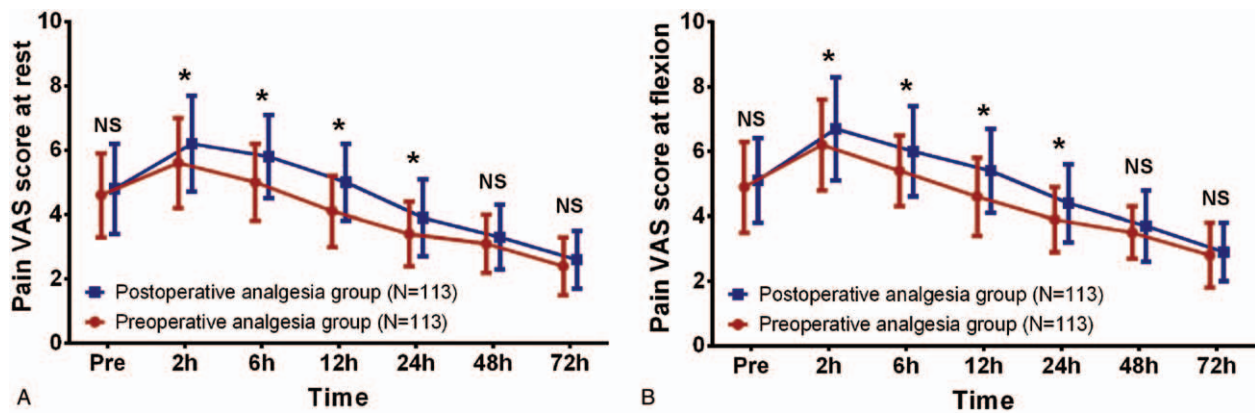 Pain VAS score at rest
10
8
6
4
2
0
NS
*
*
*
*
NS
NS
Postoperative analgesia group (N=113)
Preoperative analgesia group (N=113)
Pre 2h 6h 12h 24h 48h 72h
Time
A
Pain VAS score at flexion
10
8
6
4
2
0
NS
*
*
*
*
NS
NS
Postoperative analgesia group (N=113)
Preoperative analgesia group (N=113)
Pre 2h 6h 12h 24h 48h 72h
Time
B